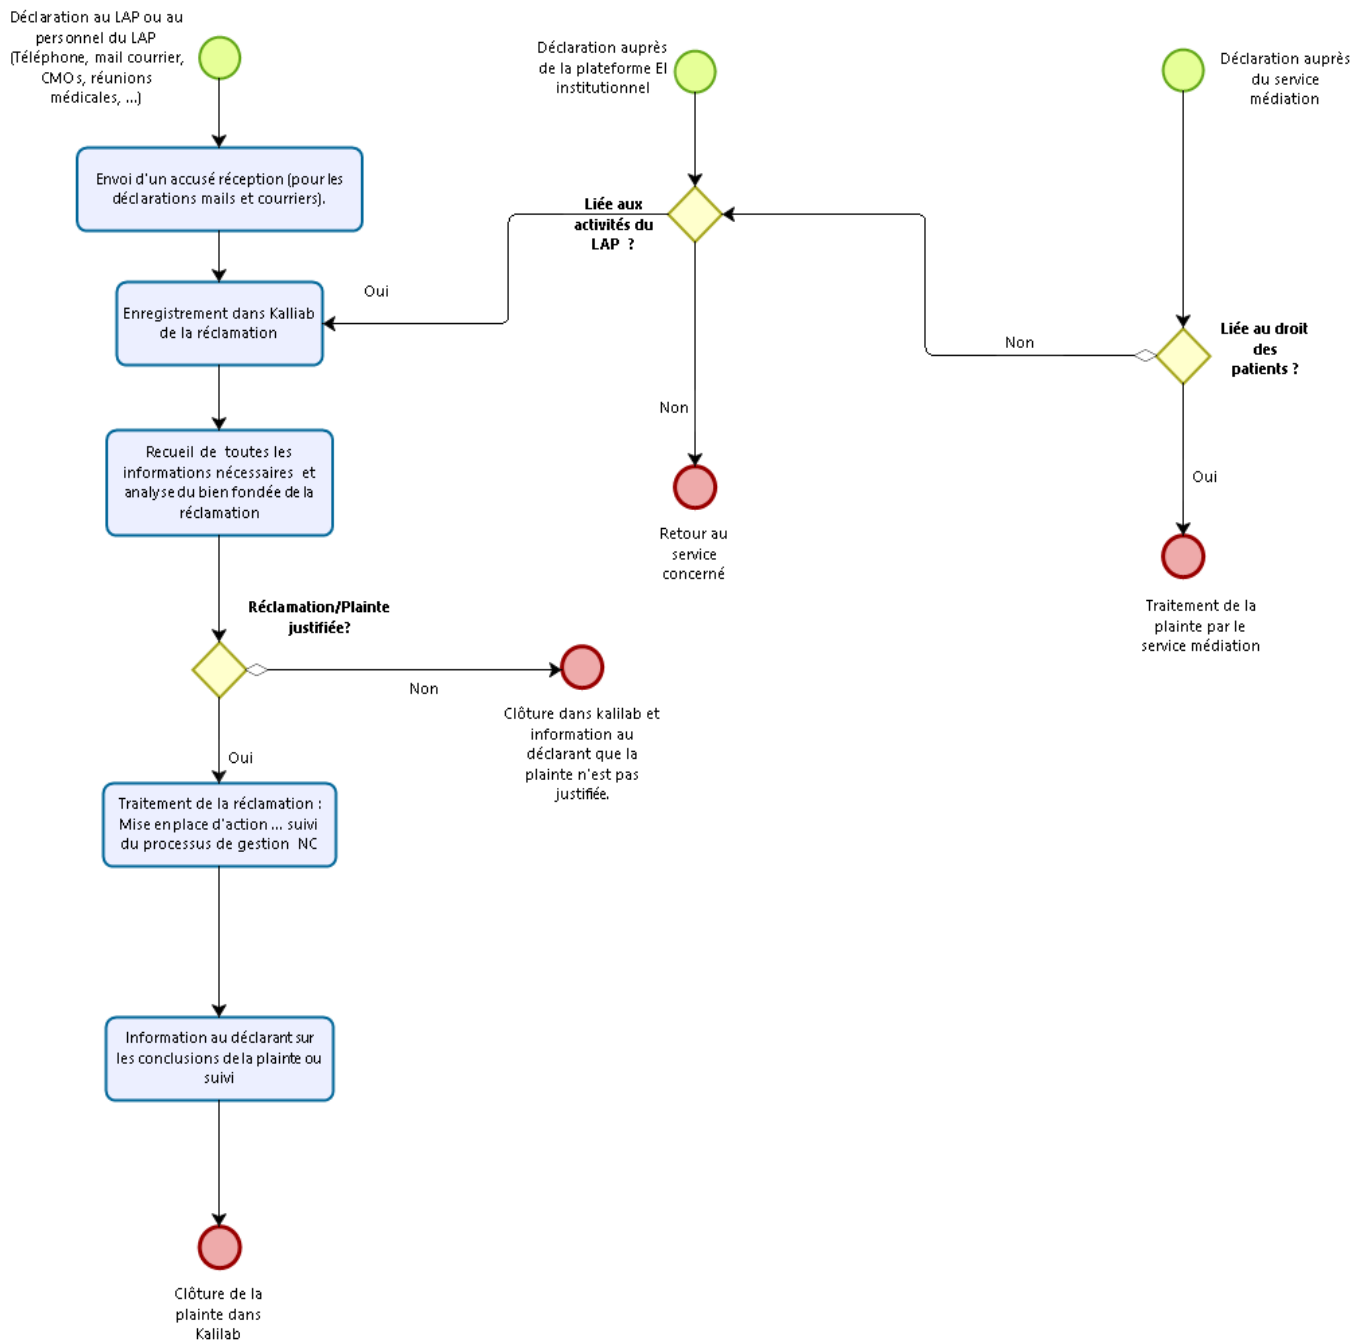 Déclaration au LAP ou au
personnel du LAP
(Téléphone, mail courrier,
CMOs, réunions
médicales, ...)
Déclaration auprès
de la plateforme EI
institutionnel
Déclaration auprès
du service
médiation
Envoi d'un accusé réception (pour les
déclarations mails et courriers).
Liée aux
activités du
LAP ?
Oui
Enregistrement dans Kalliab
de la réclamation
Non
Liée au droit
des
patients ?
Non
Recueil de toutes les
informations nécessaires et
analyse du bien fondée de la
réclamation
Oui
Retour au
service
concerné
Réclamation/Plainte
justifiée?
Traitement de la
plainte par le
service médiation
Non
Clôture dans kalilab et
information au
déclarant que la
plainte n'est pas
justifiée.
Oui
Traitement de la réclamation :
Mise en place d'action ... suivi
du processus de gestion NC
Information au déclarant sur
les conclusions de la plainte ou
suivi
Clôture de la
plainte dans
Kalilab